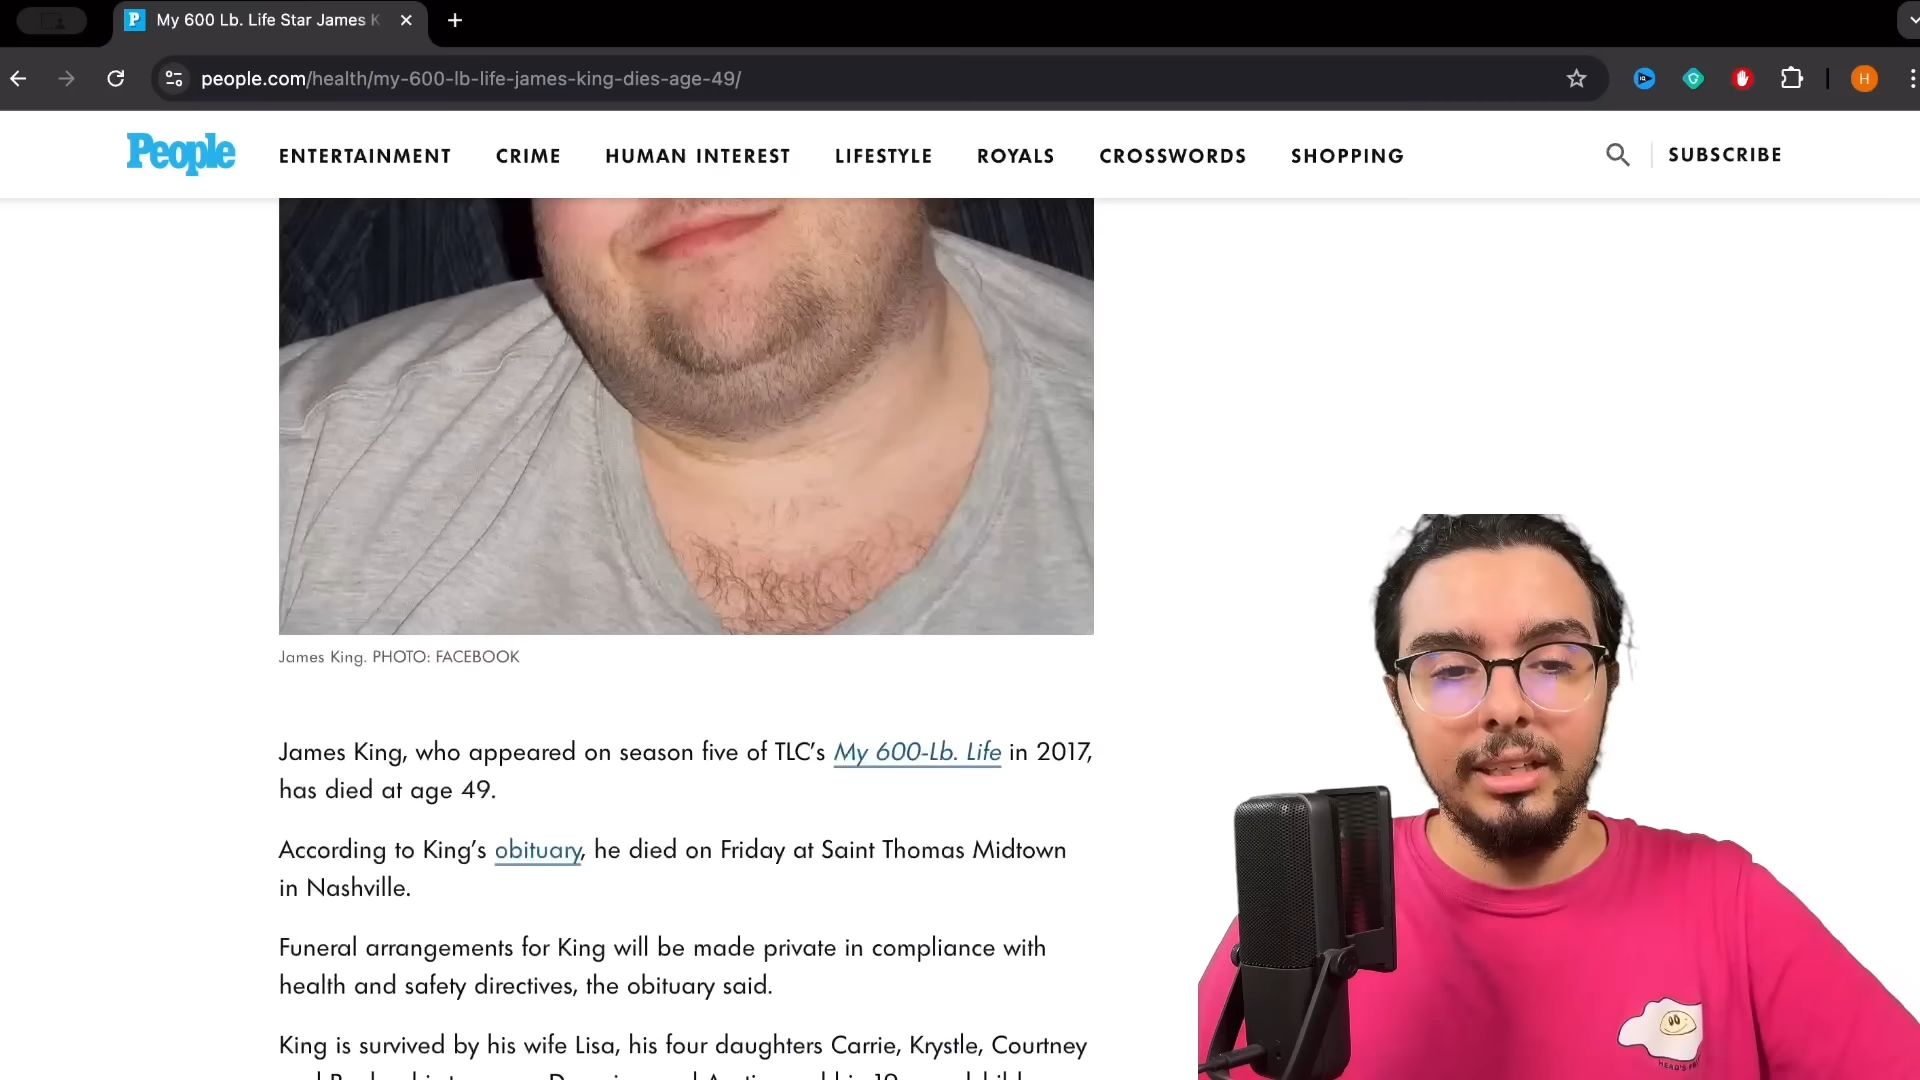 My 600 Lb. Life Star James K
people.com/health/my-600-lb-life-james-king-dies-age-49/
H
People ENTERTAINMENT CRIME HUMAN INTEREST LIFESTYLE ROYALS CROSSWORDS SHOPPING SUBSCRIBE
James King. PHOTO: FACEBOOK
James King, who appeared on season five of TLC’s My 600-Lb. Life in 2017,
has died at age 49.
According to King’s obituary, he died on Friday at Saint Thomas Midtown
in Nashville.
Funeral arrangements for King will be made private in compliance with
health and safety directives, the obituary said.
King is survived by his wife Lisa, his four daughters Carrie, Krystle, Courtney